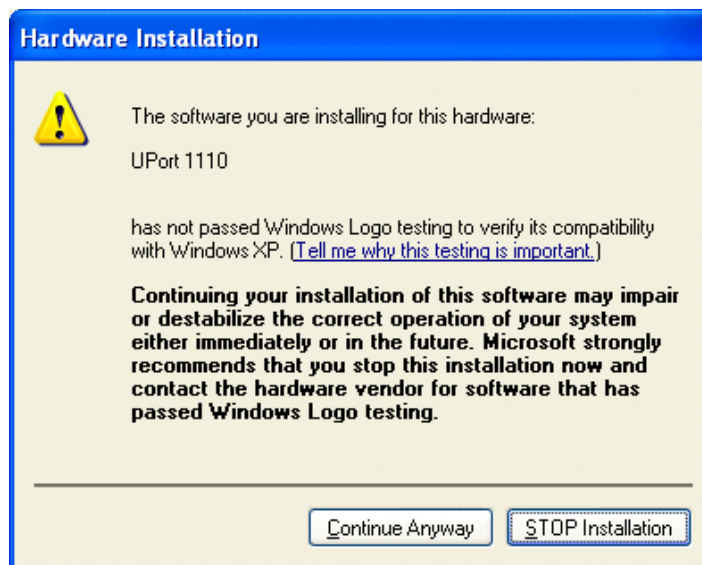 Hardware Installation
The software you are installing for this hardware:
UPort 1110
has not passed Windows Logo testing to verify its compatibility
with Windows XP. (Tell me why this testing is important.)
Continuing your installation of this software may impair
or destabilize the correct operation of your system
either immediately or in the future. Microsoft strongly
recommends that you stop this installation now and
contact the hardware vendor for software that has
passed Windows Logo testing.
Continue Anyway STOP Installation